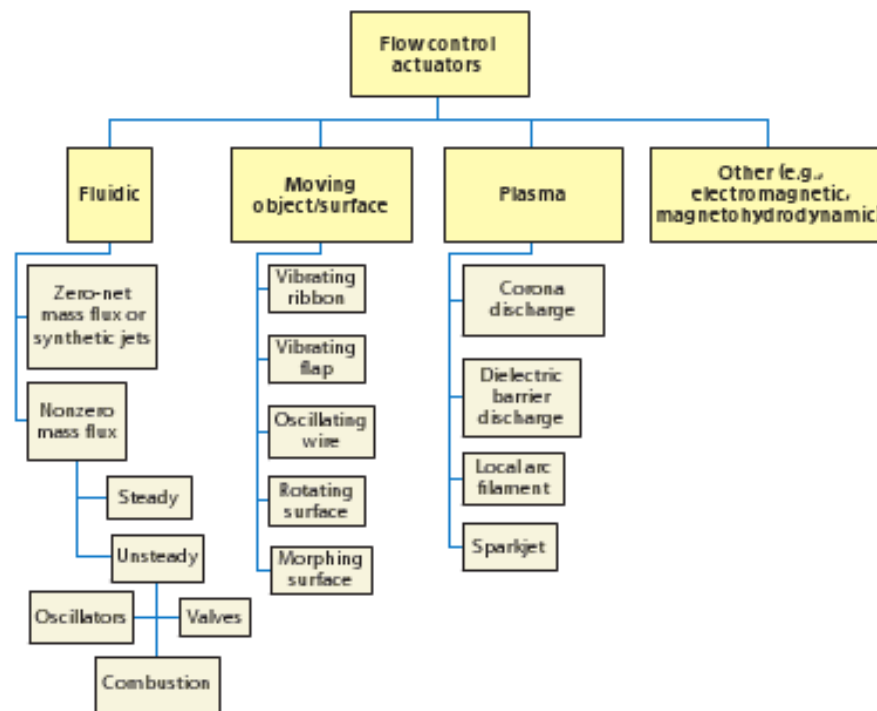 Flow control
actuators
Fluidic
Moving
object/surface
Plasma
Other (e.g.,
electromagnetic,
magnetohydrodynamic)
Zero-net
mass flux or
synthetic jets
Nonzero
mass flux
Steady
Unsteady
Oscillators
Valves
Combustion
Vibrating
ribbon
Vibrating
flap
Oscillating
wire
Rotating
surface
Morphing
surface
Corona
discharge
Dielectric
barrier
discharge
Local arc
filament
Sparkjet